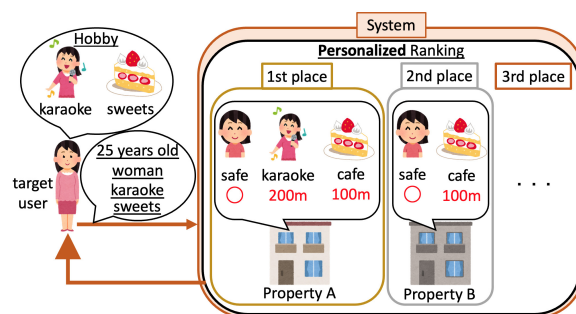 System
Hobby
karaoke sweets
target
user
25 years old
woman
karaoke
sweets
Personalized Ranking
1st place
2nd place
3rd place
safe karaoke cafe
○ 200m 100m
Property A
safe cafe
○ 100m
Property B
. . .